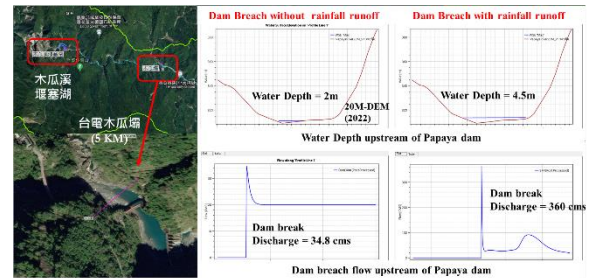 Dam Breach without rainfall runoff
Dam Breach with rainfall runoff
木瓜溪
堰塞湖
台電木瓜壩
(5 KM)
Water Depth = 2m
20M-DEM
(2022)
Water Depth = 4.5m
Water Depth upstream of Papaya dam
Dam break
Discharge = 34.8 cms
Dam break
Discharge = 360 cms
Dam breach flow upstream of Papaya dam